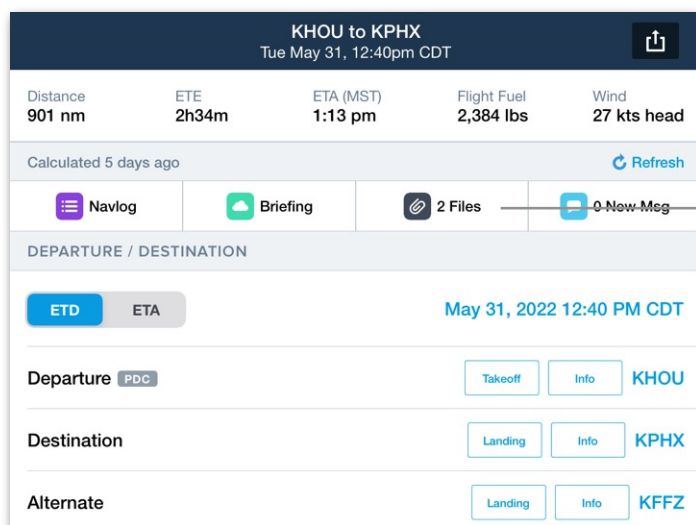 KHOU to KPHX
Tue May 31, 12:40pm CDT
Distance ETE ETA (MST) Flight Fuel Wind
901 nm 2h34m 1:13 pm 2,384 lbs 27 kts head
Calculated 5 days ago Refresh
Navlog Briefing 2 Files 0 New Msg
DEPARTURE / DESTINATION
ETD ETA May 31, 2022 12:40 PM CDT
Departure PDC Takeoff Info KHOU
Destination Landing Info KPHX
Alternate Landing Info KFFZ